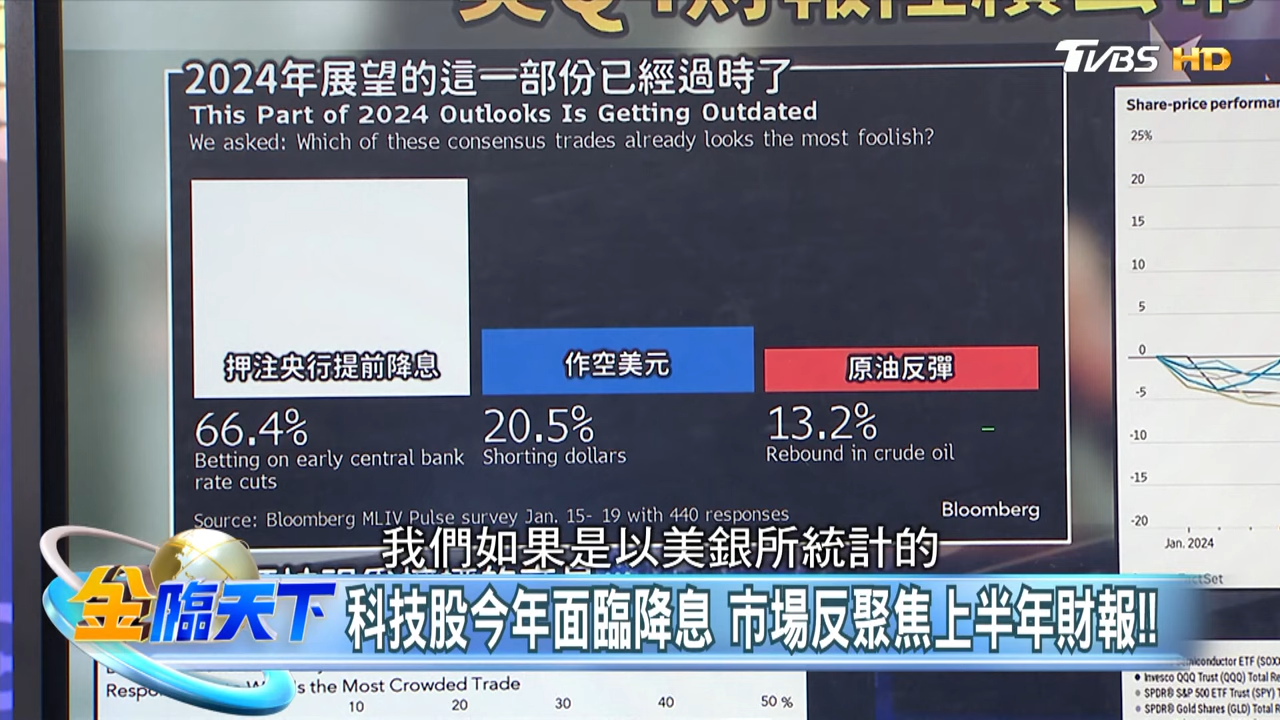 TVBS HD
2024年展望的這一部份已經過時了
This Part of 2024 Outlooks Is Getting Outdated
We asked: Which of these consensus trades already looks the most foolish?
押注央行提前降息
作空美元
原油反彈
66.4%
Betting on early central bank
rate cuts
20.5%
Shorting dollars
13.2%
Rebound in crude oil
Source: Bloomberg MLIV Pulse survey Jan. 15- 19 with 440 responses
Bloomberg
Share-price performan
25%
20
15
10
5
0
-5
-10
-15
-20
Jan. 2024
我們如果是以美銀所統計的
金臨天下
科技股今年面臨降息 市場反聚焦上半年財報!!
s the Most Crowded Trade
10 20 30 40 50 %
Semiconductor ETF (SOXX
Invesco QQQ Trust (QQQ) Total Re
SPDR® S&P 500 ETF Trust (SPY) T
SPDR® Gold Shares (GLD) Total R